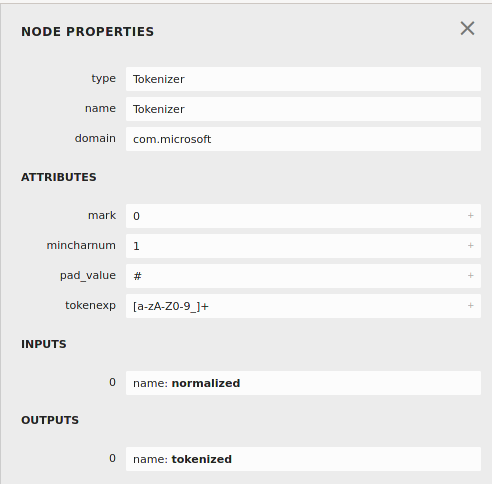 NODE PROPERTIES ×
type Tokenizer
name Tokenizer
domain com.microsoft
ATTRIBUTES
mark 0 +
mincharnum 1 +
pad_value # +
tokenexp [a-zA-Z0-9_]+ +
INPUTS
0 name: normalized
OUTPUTS
0 name: tokenized